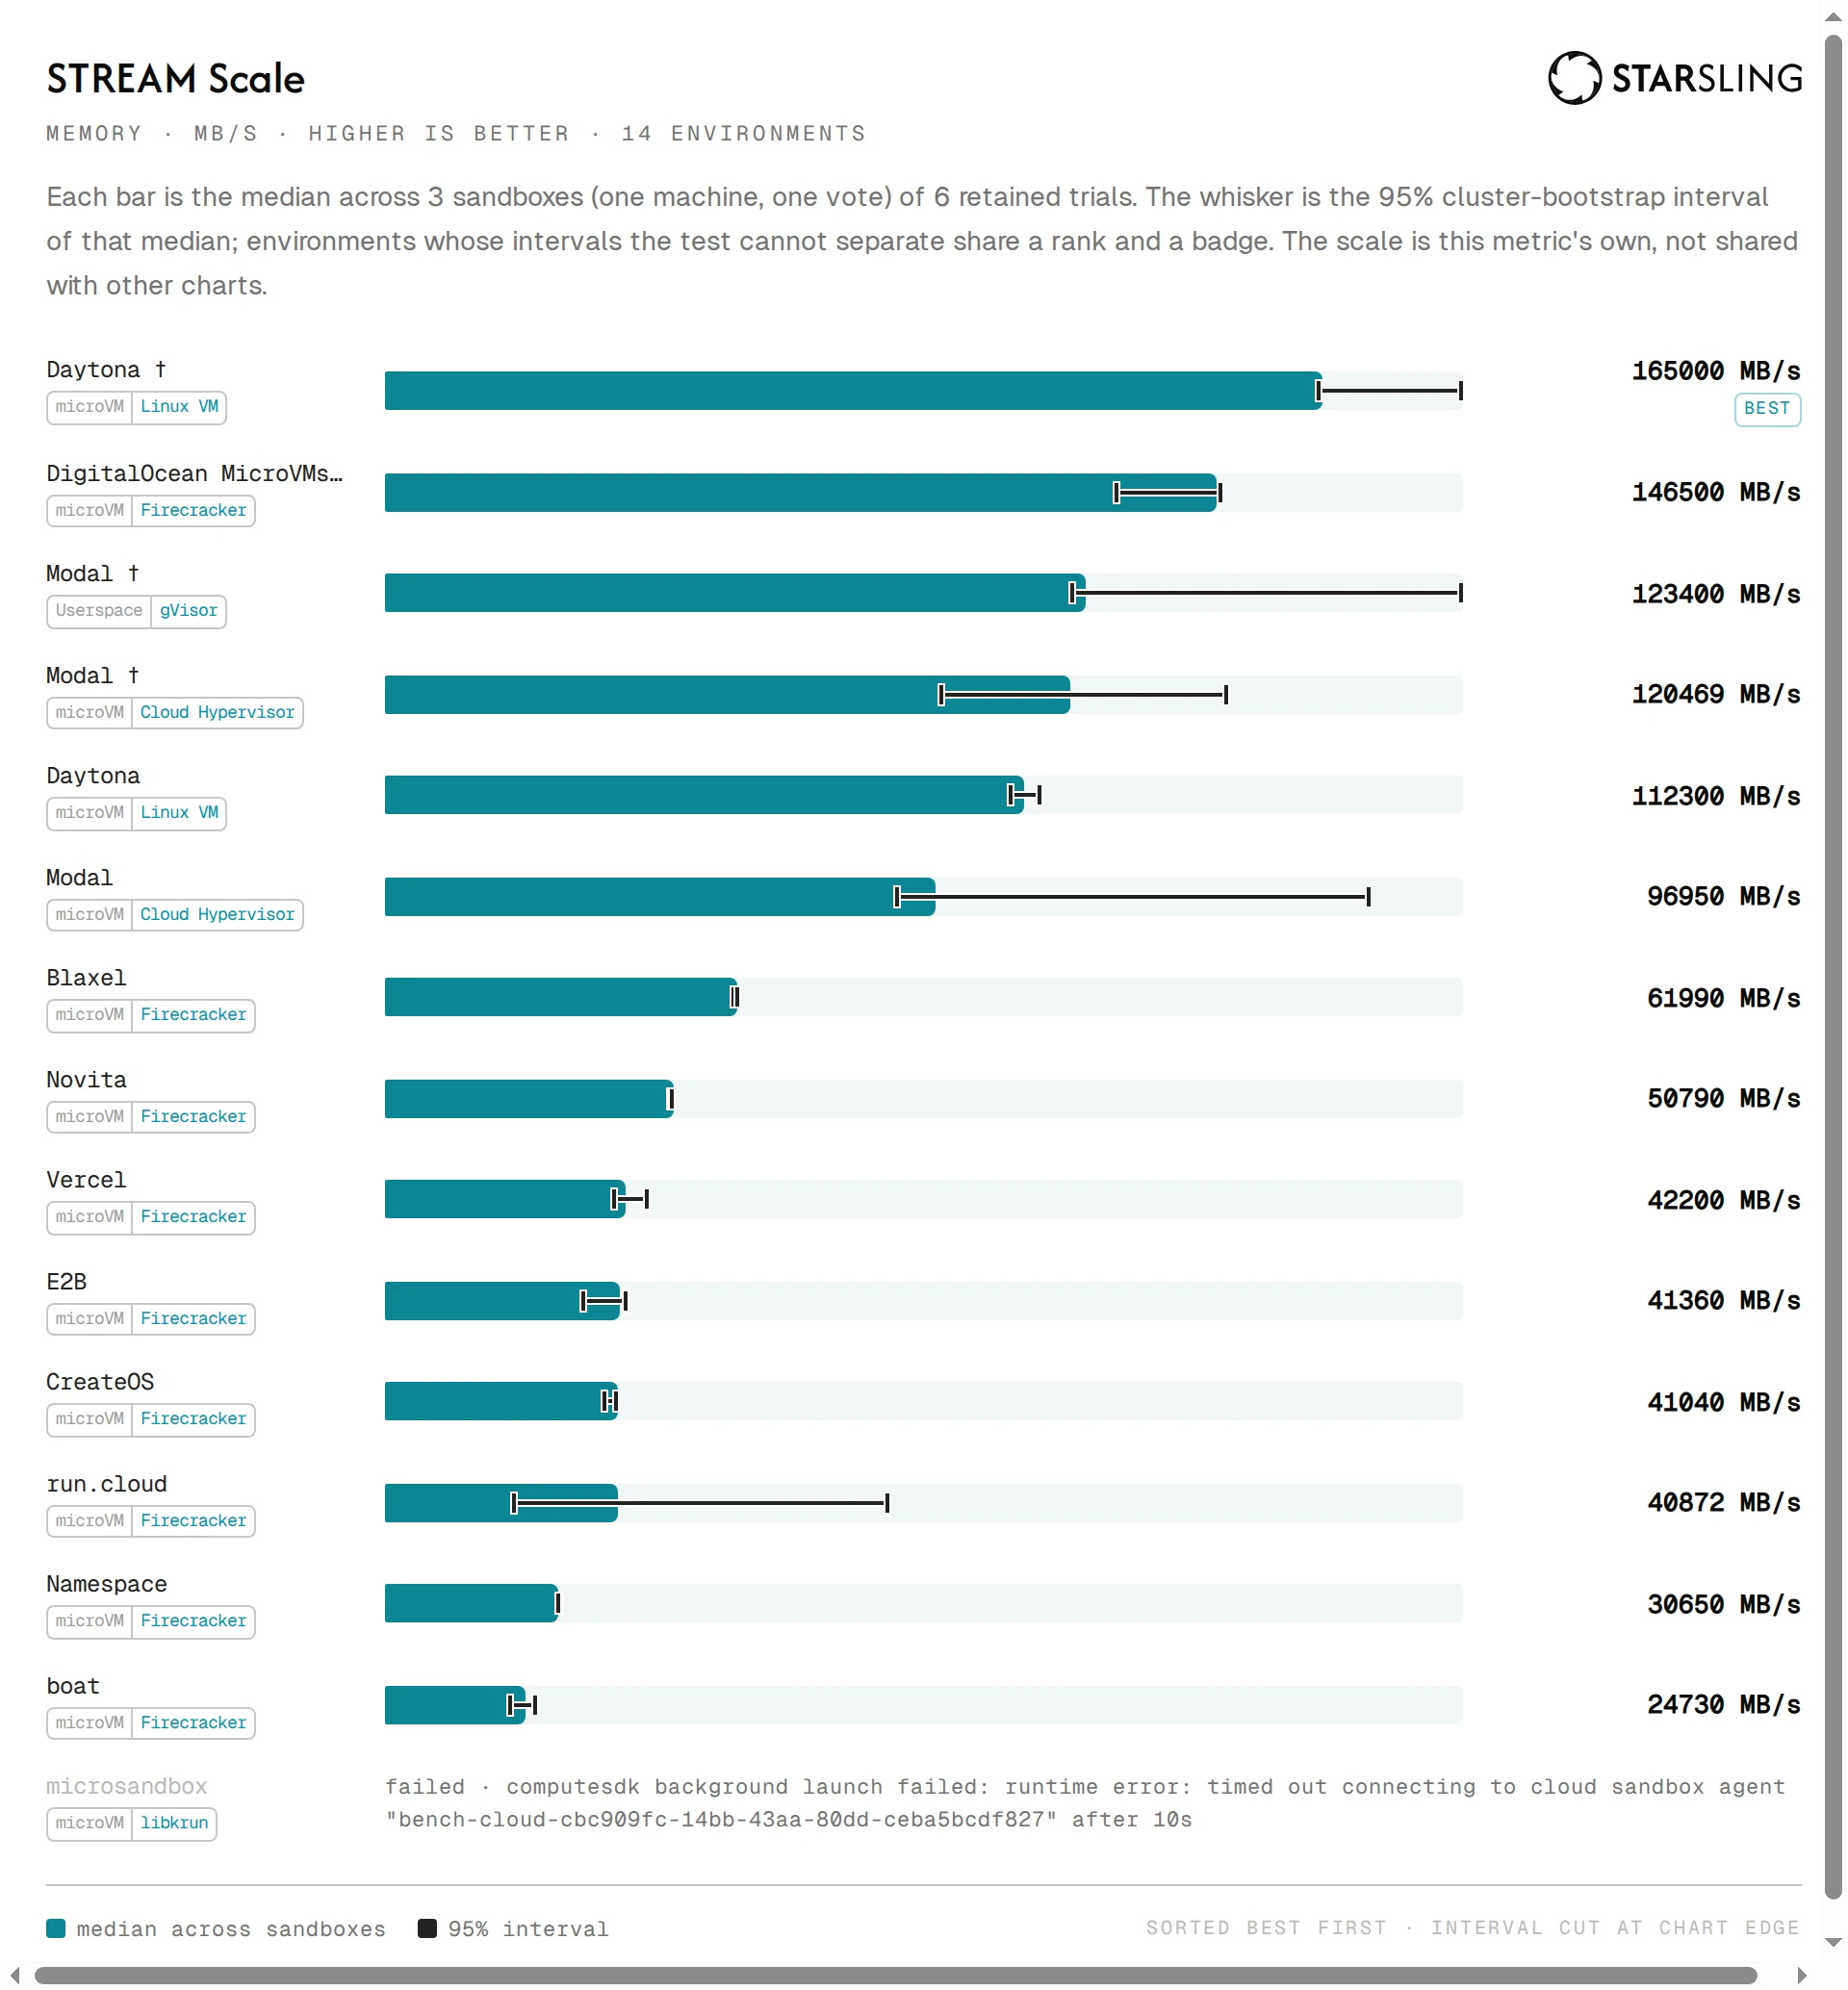 STREAM Scale
STARSLING
MEMORY · MB/S · HIGHER IS BETTER · 14 ENVIRONMENTS
Each bar is the median across 3 sandboxes (one machine, one vote) of 6 retained trials. The whisker is the 95% cluster-bootstrap interval
of that median; environments whose intervals the test cannot separate share a rank and a badge. The scale is this metric's own, not shared
with other charts.
Daytona †
165000 MB/s
microVM Linux VM
BEST
DigitalOcean MicroVMs…
146500 MB/s
microVM Firecracker
Modal †
123400 MB/s
Userspace gVisor
Modal †
120469 MB/s
microVM Cloud Hypervisor
Daytona
112300 MB/s
microVM Linux VM
Modal
96950 MB/s
microVM Cloud Hypervisor
Blaxel
61990 MB/s
microVM Firecracker
Novita
50790 MB/s
microVM Firecracker
Vercel
42200 MB/s
microVM Firecracker
E2B
41360 MB/s
microVM Firecracker
CreateOS
41040 MB/s
microVM Firecracker
run.cloud
40872 MB/s
microVM Firecracker
Namespace
30650 MB/s
microVM Firecracker
boat
24730 MB/s
microVM Firecracker
microsandbox
microVM libkrun
failed · computesdk background launch failed: runtime error: timed out connecting to cloud sandbox agent
"bench-cloud-cbc909fc-14bb-43aa-80dd-ceba5bcdf827" after 10s
median across sandboxes
95% interval
SORTED BEST FIRST · INTERVAL CUT AT CHART EDGE